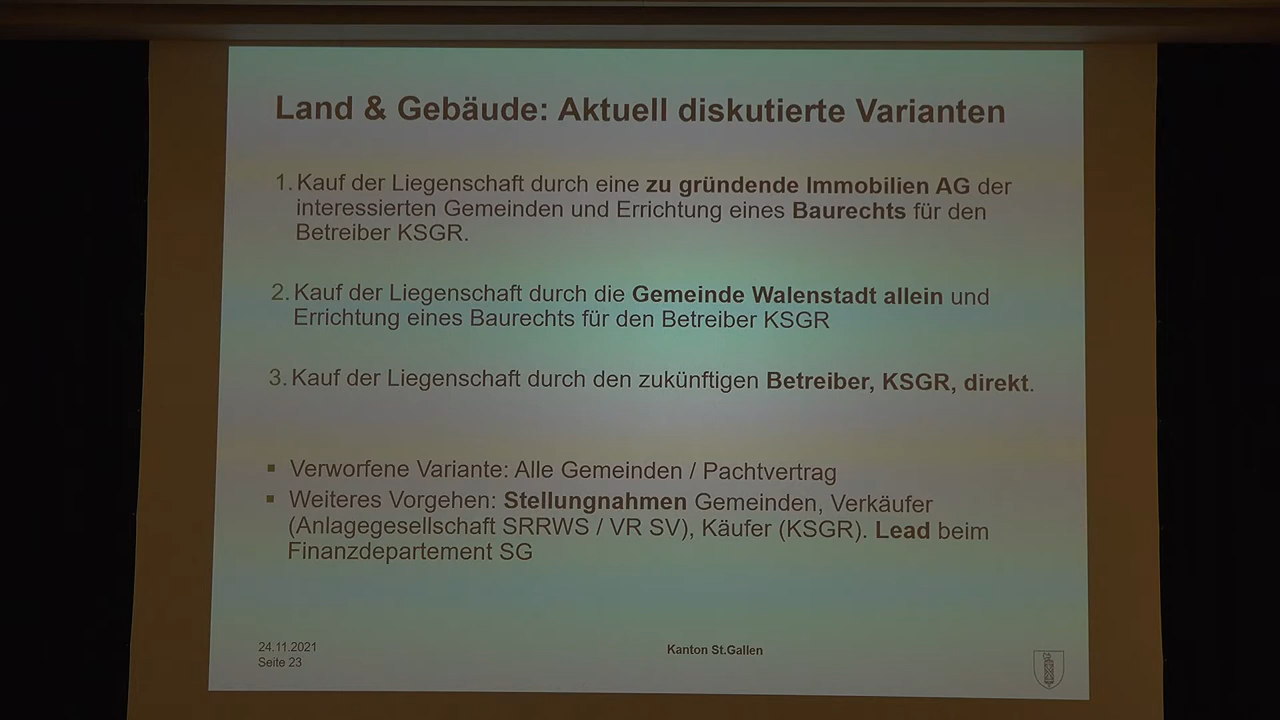 Land & Gebäude: Aktuell diskutierte Varianten
1. Kauf der Liegenschaft durch eine zu gründende Immobilien AG der
interessierten Gemeinden und Errichtung eines Baurechts für den
Betreiber KSGR.
2. Kauf der Liegenschaft durch die Gemeinde Walenstadt allein und
Errichtung eines Baurechts für den Betreiber KSGR
3. Kauf der Liegenschaft durch den zukünftigen Betreiber, KSGR, direkt.
▪ Verworfene Variante: Alle Gemeinden / Pachtvertrag
▪ Weiteres Vorgehen: Stellungnahmen Gemeinden, Verkäufer
(Anlagegesellschaft SRRWS / VR SV), Käufer (KSGR). Lead beim
Finanzdepartement SG
24.11.2021
Seite 23
Kanton St.Gallen